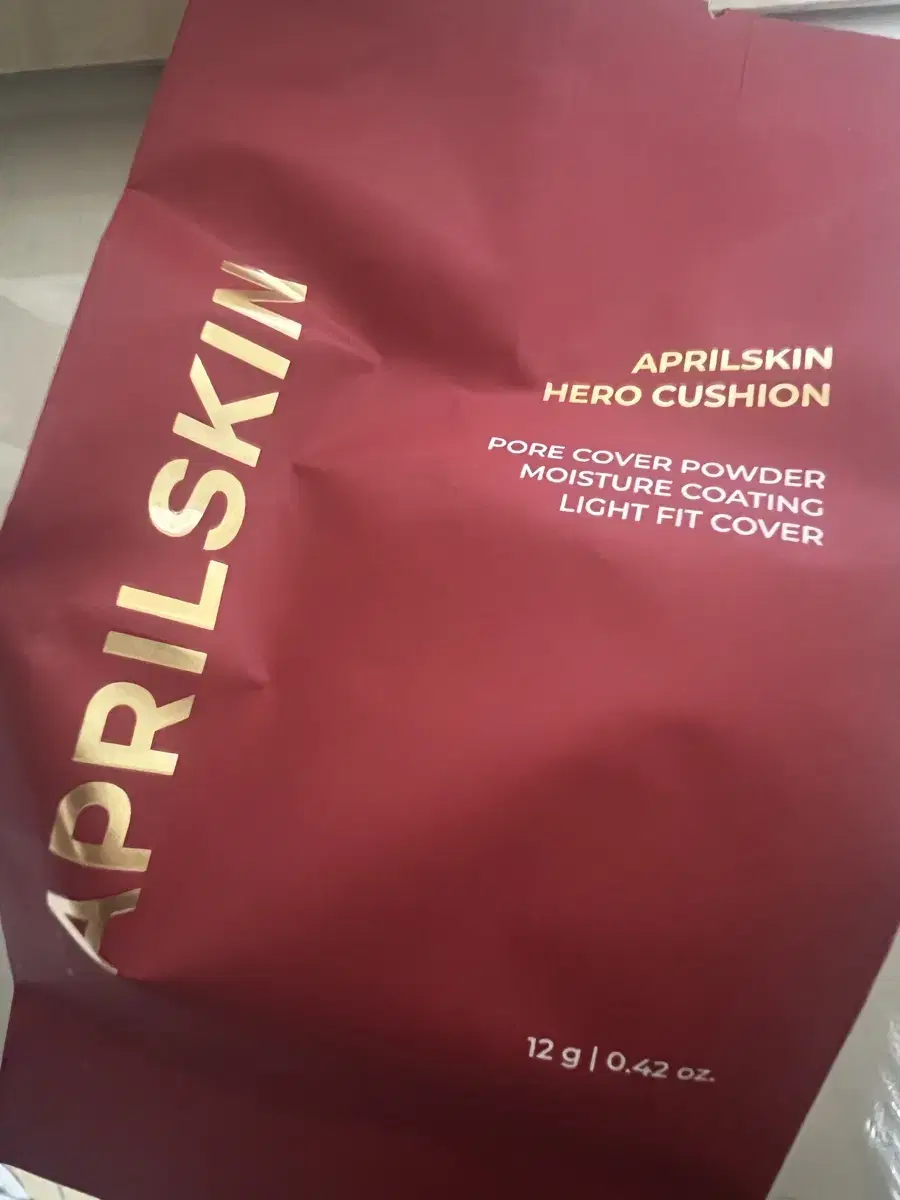 APRILSKIN
APRILSKIN
HERO CUSHION
PORE COVER POWDER
MOISTURE COATING
LIGHT FIT COVER
12 g | 0.42 oz.